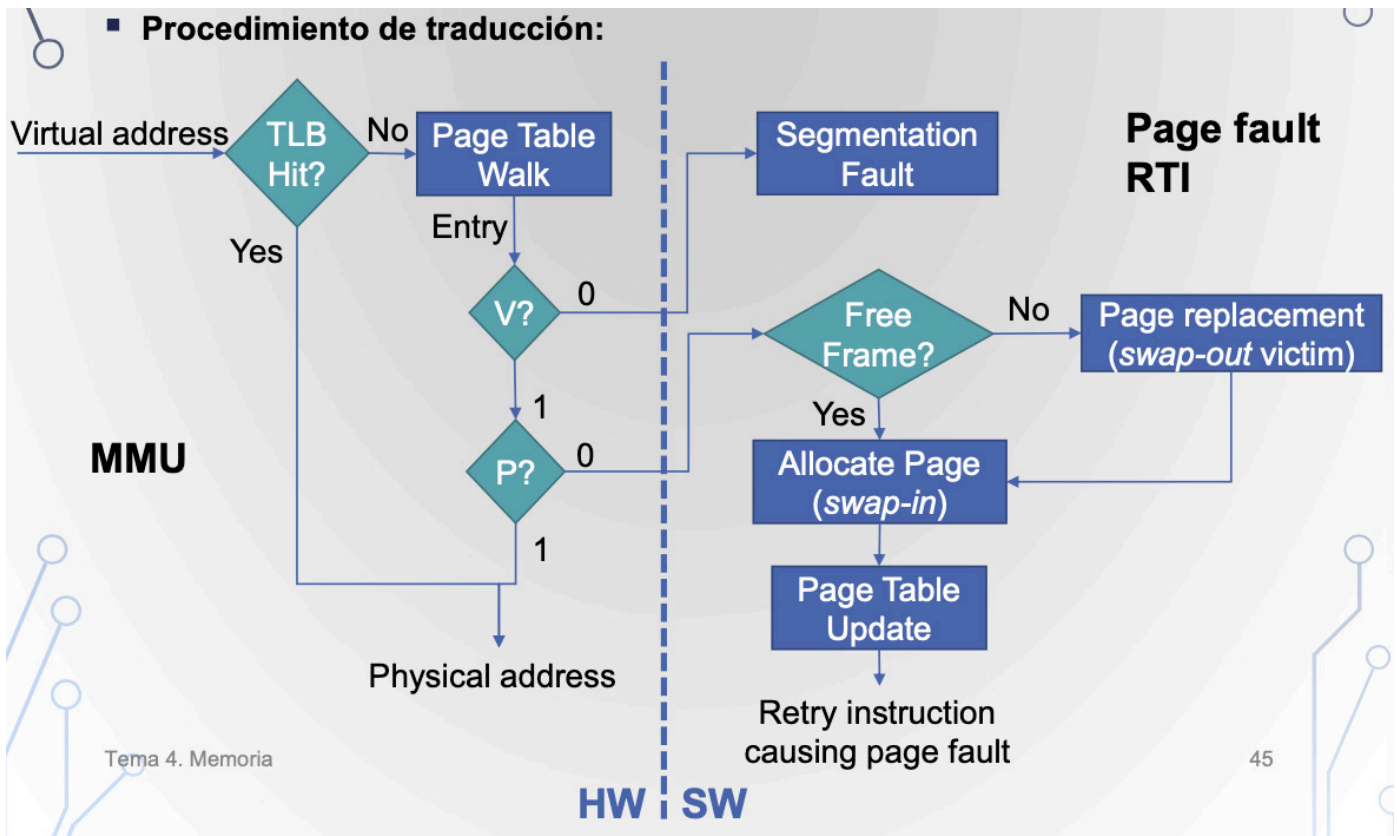 Procedimiento de traducción:
Virtual address
TLB
Hit?
No
Page Table
Walk
Segmentation
Fault
Page fault
RTI
Yes
Entry
V?
0
Free
Frame?
No
Page replacement
(swap-out victim)
1
Yes
MMU
P?
0
Allocate Page
(swap-in)
1
Page Table
Update
Physical address
Retry instruction
causing page fault
Tema 4. Memoria
45
HW
SW